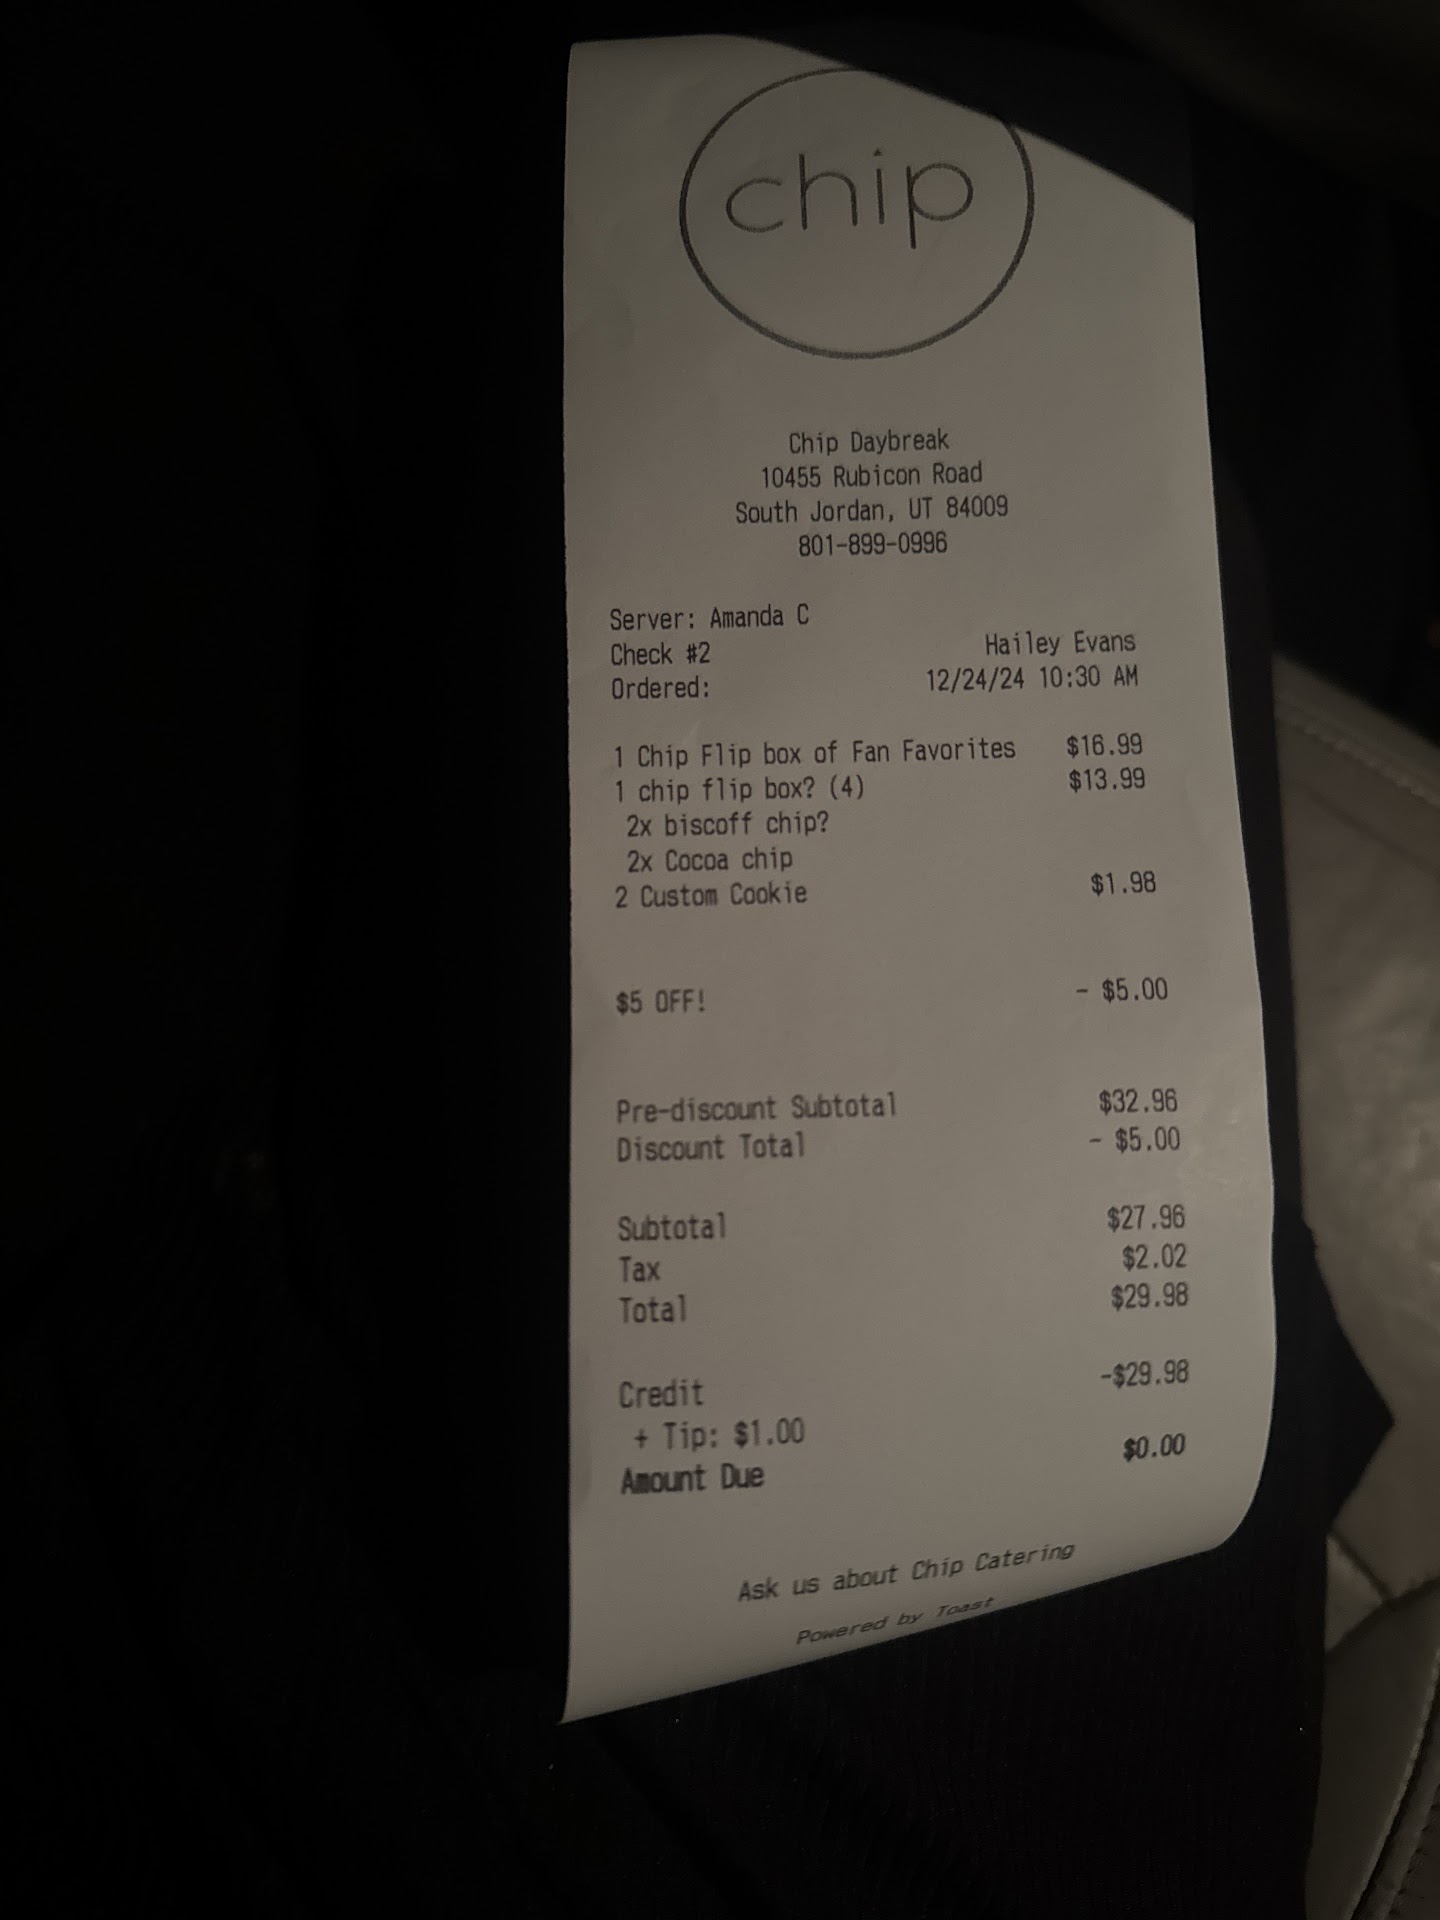 chip
Chip Daybreak
10455 Rubicon Road
South Jordan, UT 84009
801-899-0996
Server: Amanda C
Check #2 Hailey Evans
Ordered: 12/24/24 10:30 AM
1 Chip Flip box of Fan Favorites $16.99
1 chip flip box? (4) $13.99
2x biscoff chip?
2x Cocoa chip
2 Custom Cookie $1.98
$5 OFF! - $5.00
Pre-discount Subtotal $32.96
Discount Total - $5.00
Subtotal $27.96
Tax $2.02
Total $29.98
Credit -$29.98
+ Tip: $1.00
Amount Due $0.00
Ask us about Chip Catering
Powered by Toast